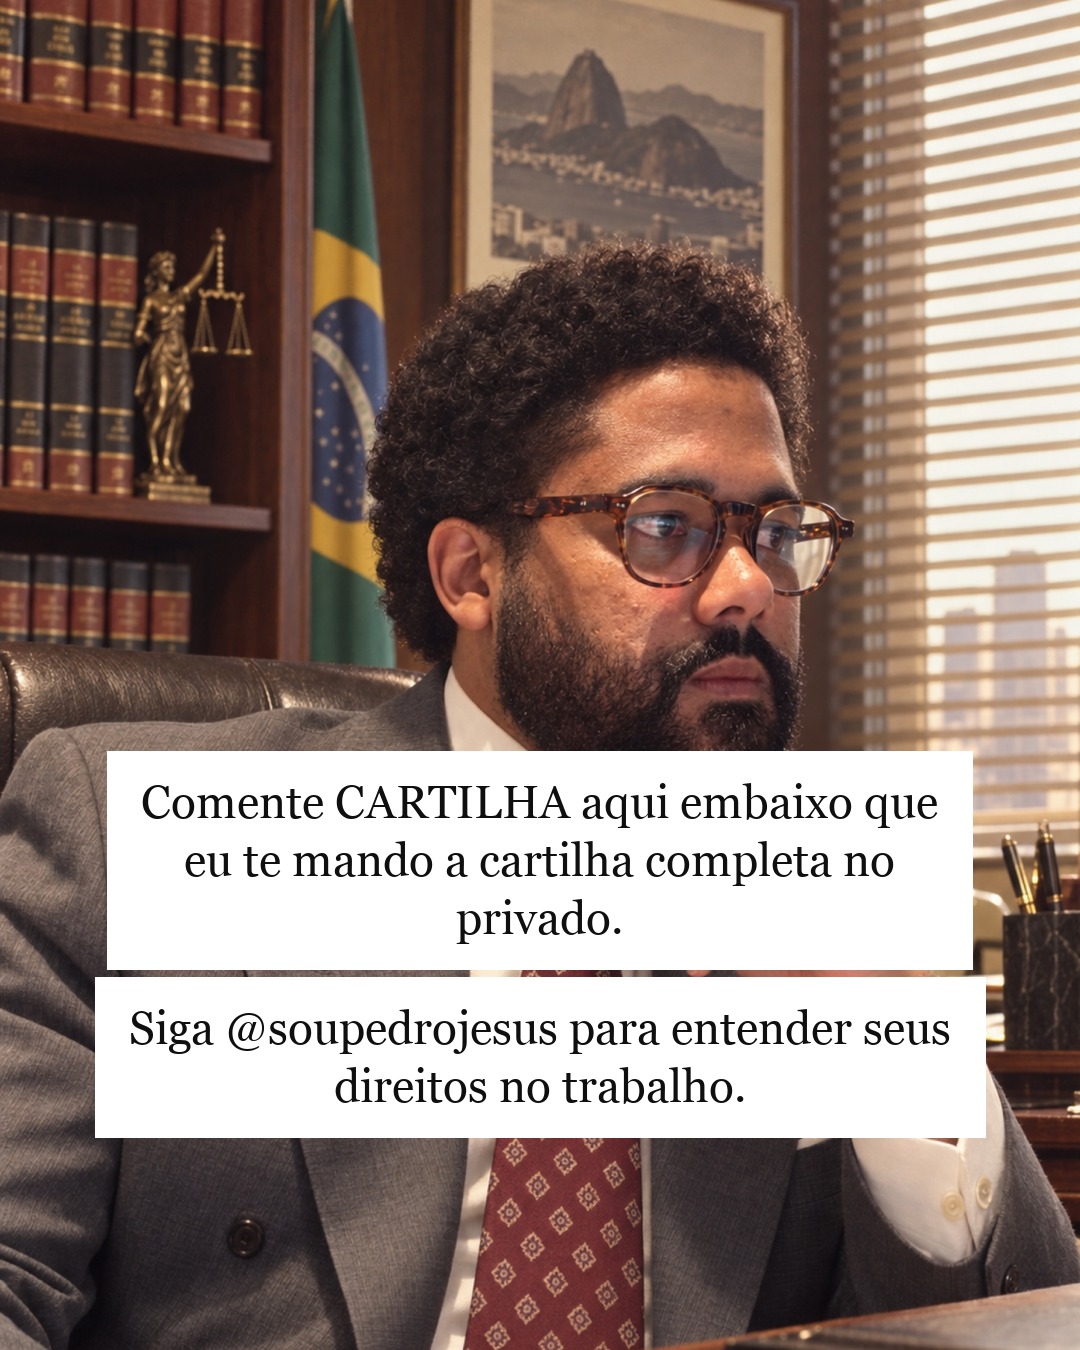 Comente CARTILHA aqui embaixo que
eu te mando a cartilha completa no
privado.
Siga @soupedrojesus para entender seus
direitos no trabalho.